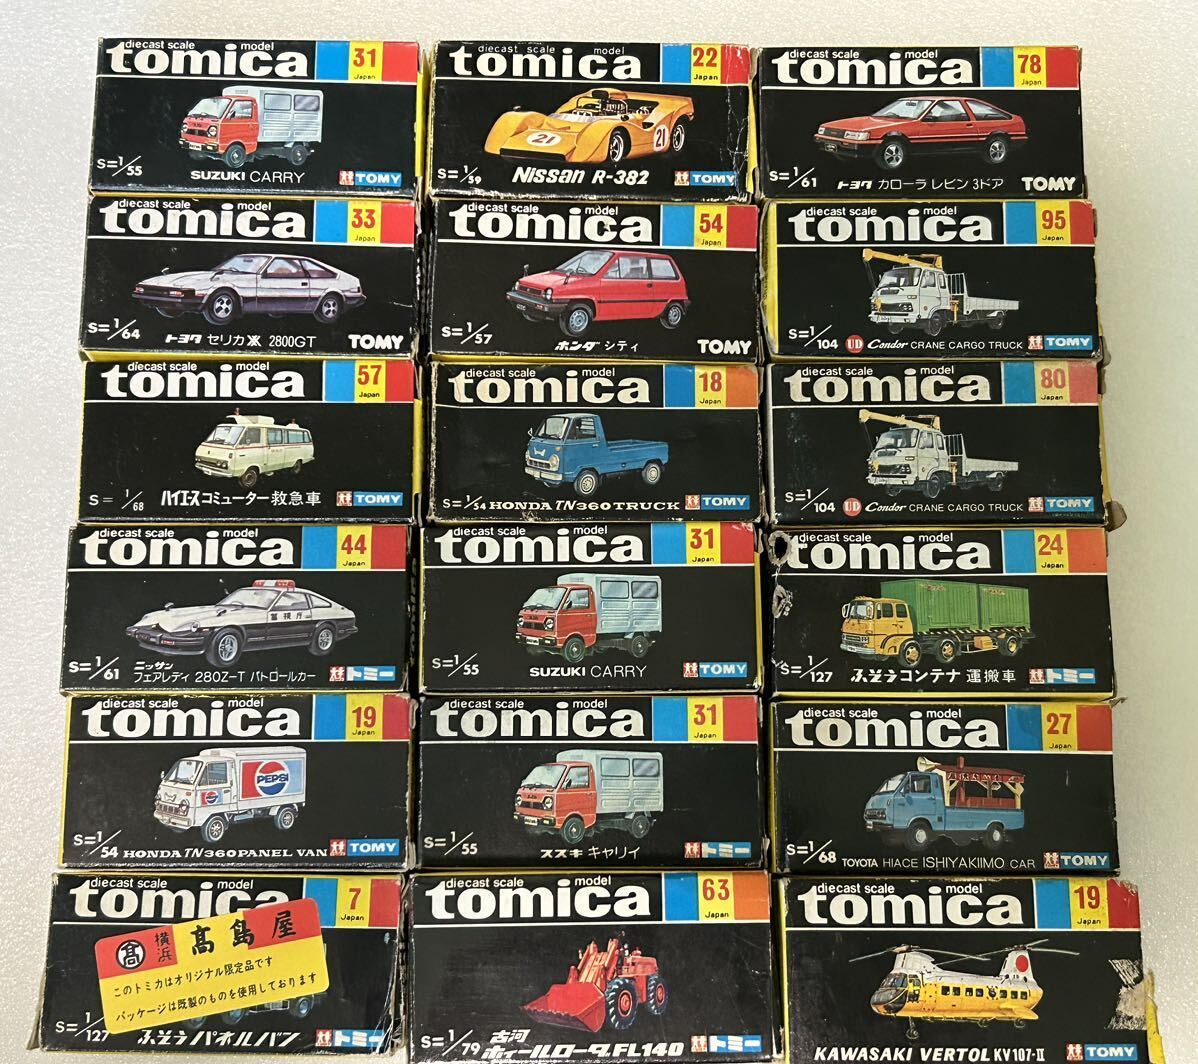 diecast scale model
tomica
31
Japan
S=1/55
SUZUKI CARRY
TOMY
diecast scale model
tomica
22
Japan
21
21
S=1/59
Nissan R-382
TOMY
diecast scale model
tomica
78
Japan
S=1/61
トヨタ カローラ レビン 3ドア
TOMY
diecast scale model
tomica
33
Japan
S=1/64
トヨタ セリカXX 2800GT
TOMY
diecast scale model
tomica
54
Japan
S=1/57
ホンダ シティ
TOMY
diecast scale model
tomica
95
Japan
S=1/104
UD Condor CRANE CARGO TRUCK
TOMY
diecast scale model
tomica
57
Japan
S=1/68
ハイエースコミューター救急車
TOMY
diecast scale model
tomica
18
Japan
S=1/54
HONDA TN360 TRUCK
TOMY
diecast scale model
tomica
80
Japan
S=1/104
UD Condor CRANE CARGO TRUCK
TOMY
diecast scale model
tomica
44
Japan
警視庁
S=1/61
ニッサン
フェアレディ 280Z-T パトロールカー
トミー
diecast scale model
tomica
31
Japan
S=1/55
SUZUKI CARRY
TOMY
diecast scale model
tomica
24
Japan
S=1/127
ふそうコンテナ 運搬車
トミー
diecast scale model
tomica
19
Japan
PEPSI
S=1/54
HONDA TN360 PANEL VAN
TOMY
diecast scale model
tomica
31
Japan
S=1/55
スズキ キャリイ
トミー
diecast scale model
tomica
27
Japan
S=1/68
TOYOTA HIACE ISHIYAKIIMO CAR
TOMY
diecast scale model
tomica
7
Japan
髙 横浜 髙島屋
このトミカはオリジナル限定品です
パッケージは既製のものを使用しております
S=1/127
ふそうパネルバン
トミー
diecast scale model
tomica
63
Japan
S=1/79
古河
ホイールローダ FL140
トミー
diecast scale model
tomica
19
Japan
KAWASAKI VERTOL KV107-II